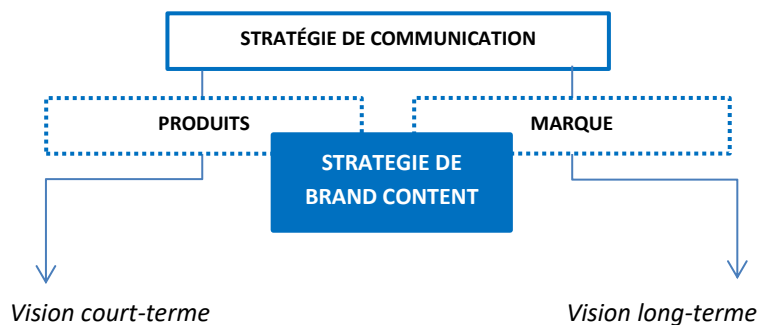 STRATÉGIE DE COMMUNICATION
PRODUITS
MARQUE
STRATEGIE DE
BRAND CONTENT
Vision court-terme
Vision long-terme